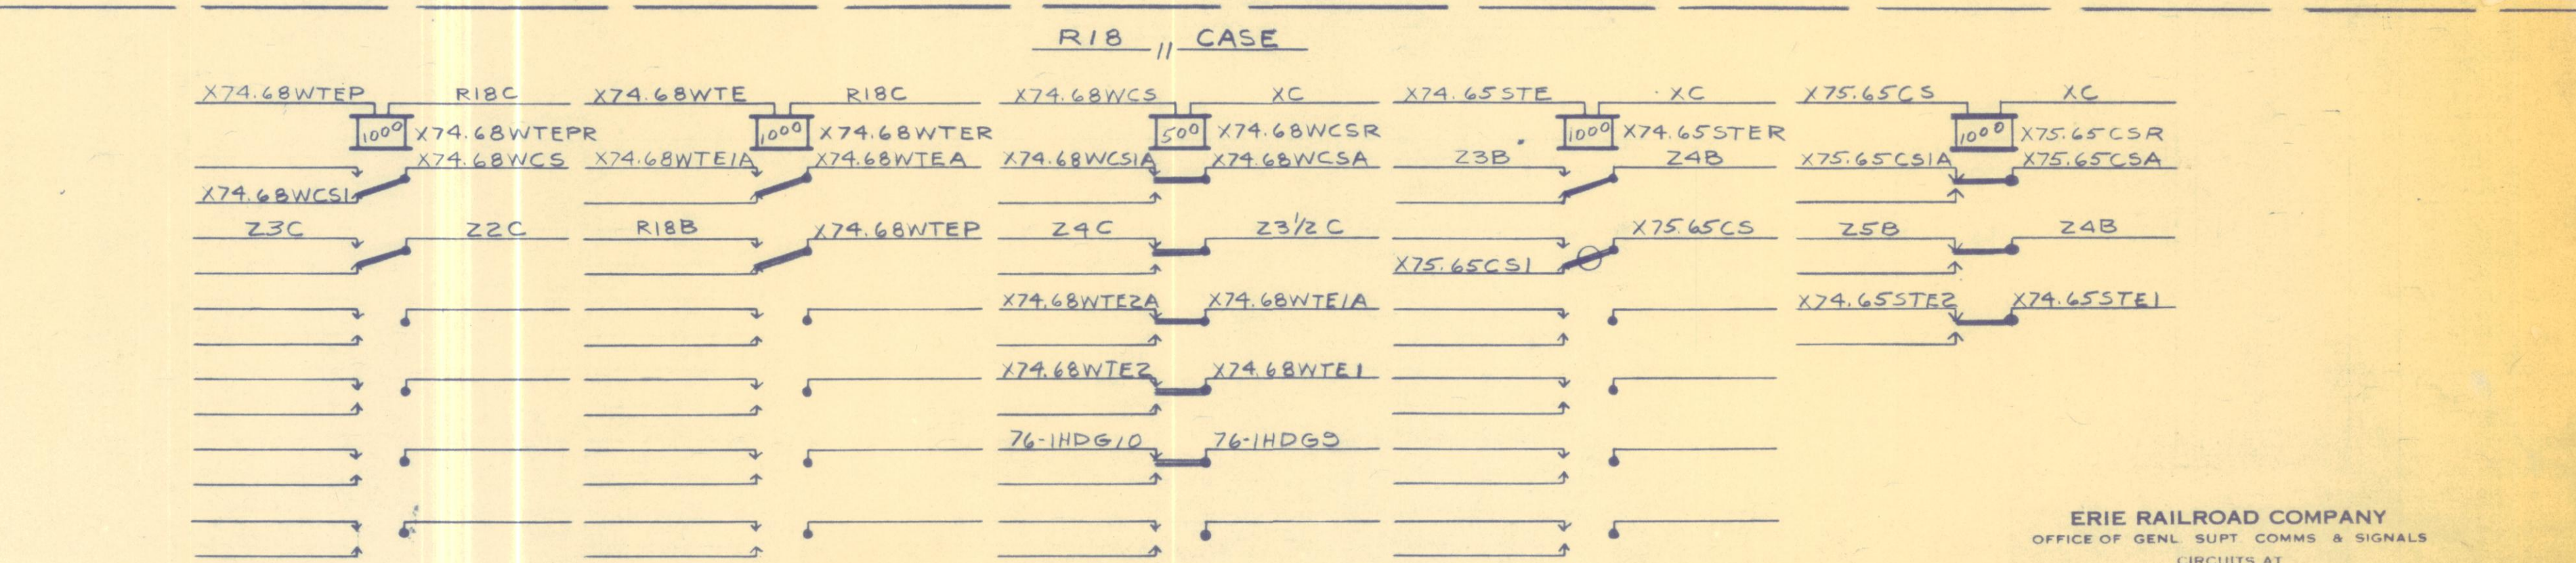 R18 " CASE
X74.68WTEP R18C X74.68WTE R18C X74.68WCS XC X74.65STE XC X75.65CS XC
1000 X74.68WTEPR 1000 X74.68WTER 500 X74.68WCSR 1000 X74.65STER 1000 X75.65CSR
X74.68WCS X74.68WTE1A X74.68WTEA X74.68WCS1A X74.68WCSA Z3B Z4B X75.65CS1A X75.65CSA
X74.68WCS1
Z3C Z2C R18B X74.68WTEP Z4C Z3½C X75.65CS Z5B Z4B
X75.65CS1
X74.68WTE2A X74.68WTE1A X74.65STE2 X74.65STE1
X74.68WTE2 X74.68WTE1
76-1HDG10 76-1HDG9
ERIE RAILROAD COMPANY
OFFICE OF GENL SUPT COMMS & SIGNALS
CIRCUITS AT